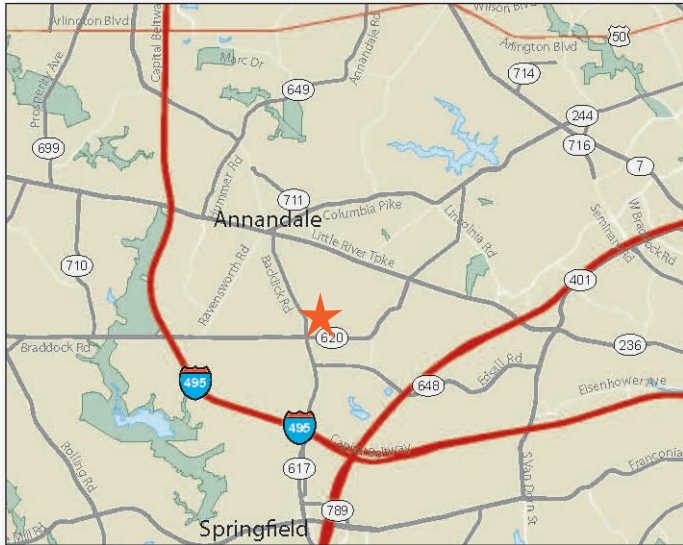 Arlington Blvd
Wilson Blvd
50
Arlington Blvd
Capital Beltway
Annandale Rd
Marc Dr
Prosperity Ave
649
714
244
699
716
7
711
Columbia Pike
Annandale
Little River Tpke
Lincolnia Rd
Seminary Rd
W Braddock Rd
710
Ravensworth Rd
Backlick Rd
401
620
Braddock Rd
236
495
648
Edsall Rd
Eisenhower Ave
495
Capital Beltway
Rolling Rd
617
S Van Dorn St
Franconia
789
Mill Rd
Springfield